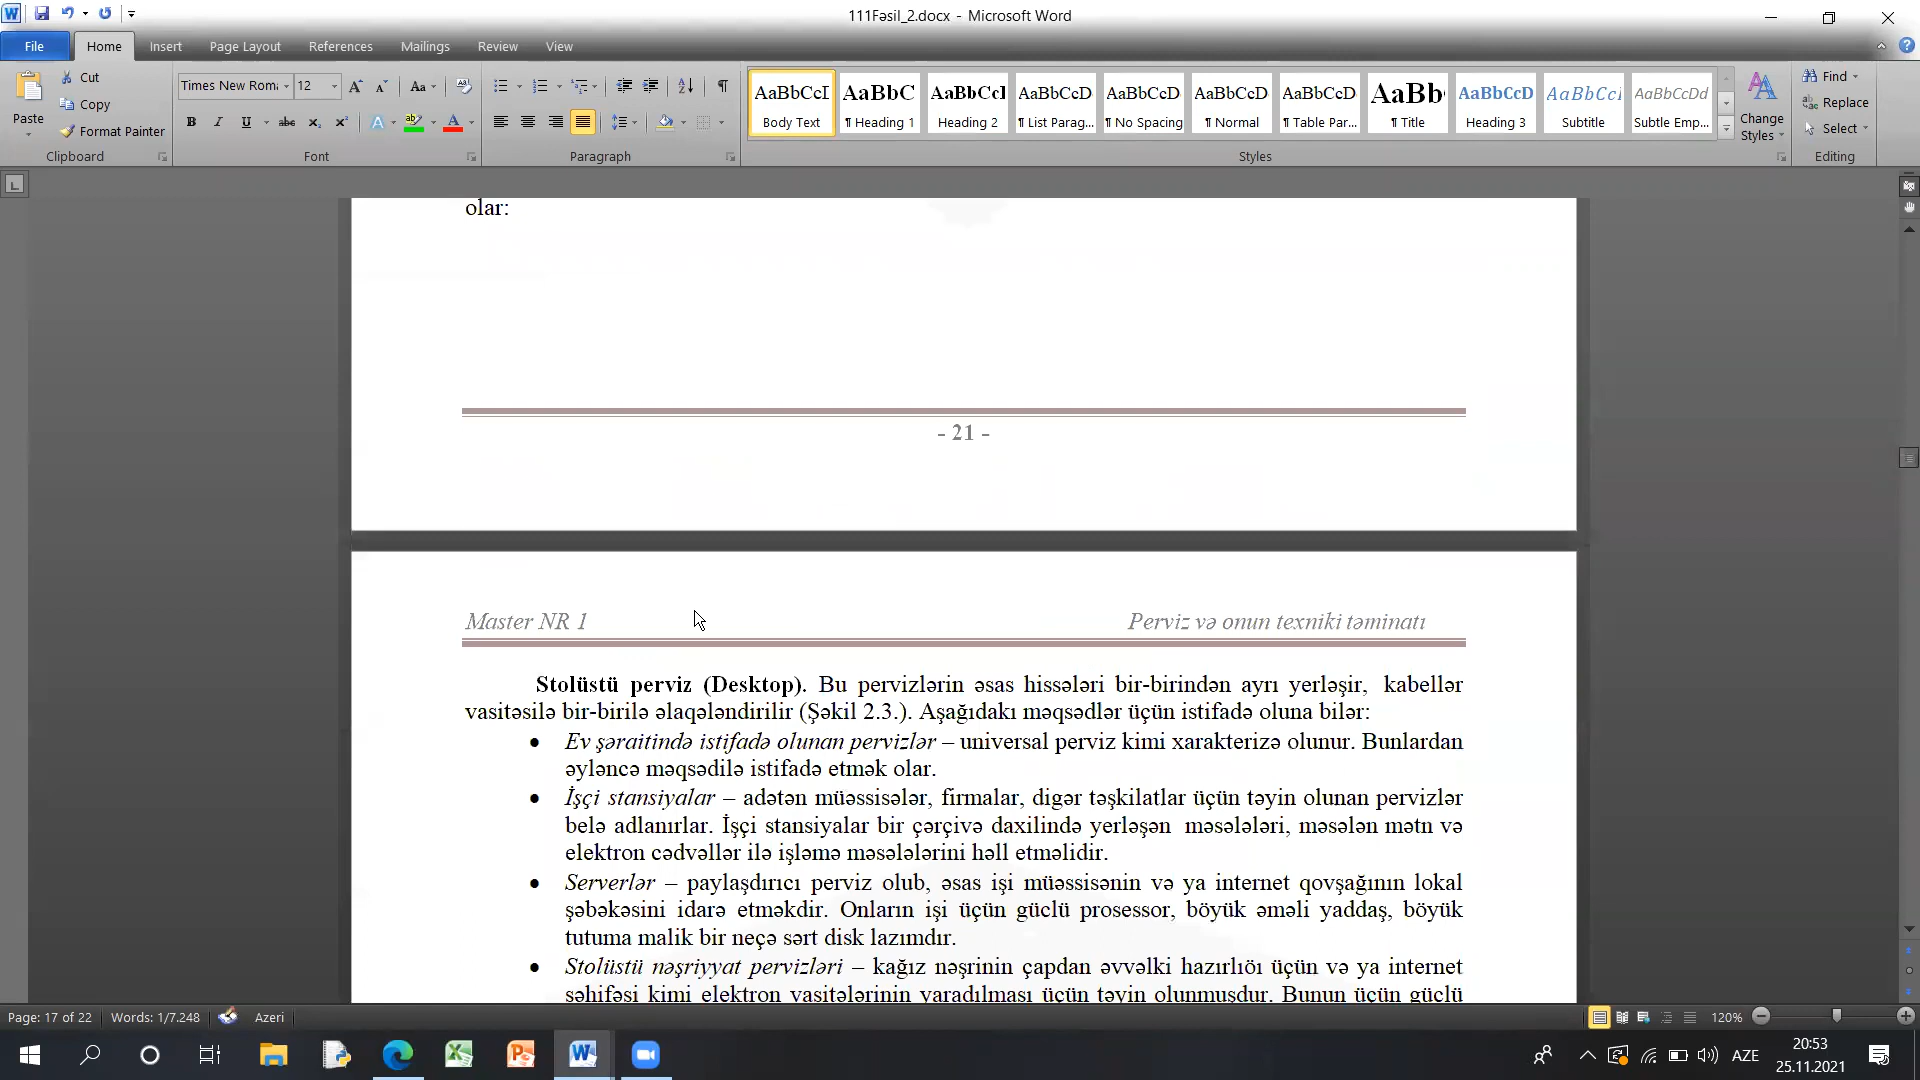 111Fəsil_2.docx - Microsoft Word
File Home Insert Page Layout References Mailings Review View
Cut
Copy
Format Painter
Paste
Times New Roma 12
Aa
B I U abc x₂ x² A A
AaBbCcI AaBbC AaBbCcI AaBbCcD AaBbCcD AaBbCcD AaBbCcD AaBb AaBbCcD AaBbCcI AaBbCcDd
Body Text ¶ Heading 1 Heading 2 ¶ List Parag... ¶ No Spacing ¶ Normal ¶ Table Par... ¶ Title Heading 3 Subtitle Subtle Emp...
Change Styles
Find
Replace
Select
Clipboard Font Paragraph Styles Editing
olar:
- 21 -
Master NR 1 Perviz və onun texniki təminatı
Stolüstü perviz (Desktop). Bu pervizlərin əsas hissələri bir-birindən ayrı yerləşir, kabellər
vasitəsilə bir-birilə əlaqələndirilir (Şəkil 2.3.). Aşağıdakı məqsədlər üçün istifadə oluna bilər:
• Ev şəraitində istifadə olunan pervizlər – universal perviz kimi xarakterizə olunur. Bunlardan
əyləncə məqsədilə istifadə etmək olar.
• İşçi stansiyalar – adətən müəssisələr, firmalar, digər təşkilatlar üçün təyin olunan pervizlər
belə adlanırlar. İşçi stansiyalar bir çərçivə daxilində yerləşən məsələləri, məsələn mətn və
elektron cədvəllər ilə işləmə məsələlərini həll etməlidir.
• Serverlər – paylaşdırıcı perviz olub, əsas işi müəssisənin və ya internet qovşağının lokal
şəbəkəsini idarə etməkdir. Onların işi üçün güclü prosessor, böyük əməli yaddaş, böyük
tutuma malik bir neçə sərt disk lazımdır.
• Stolüstü nəşriyyat pervizləri – kağız nəşrinin çapdan əvvəlki hazırlıöı üçün və ya internet
səhifəsi kimi elektron vasitələrinin yaradılması üçün təyin olunmuşdur. Bunun üçün güclü
Page: 17 of 22 Words: 1/7.248 Azeri 120%
AZE
20:53
25.11.2021